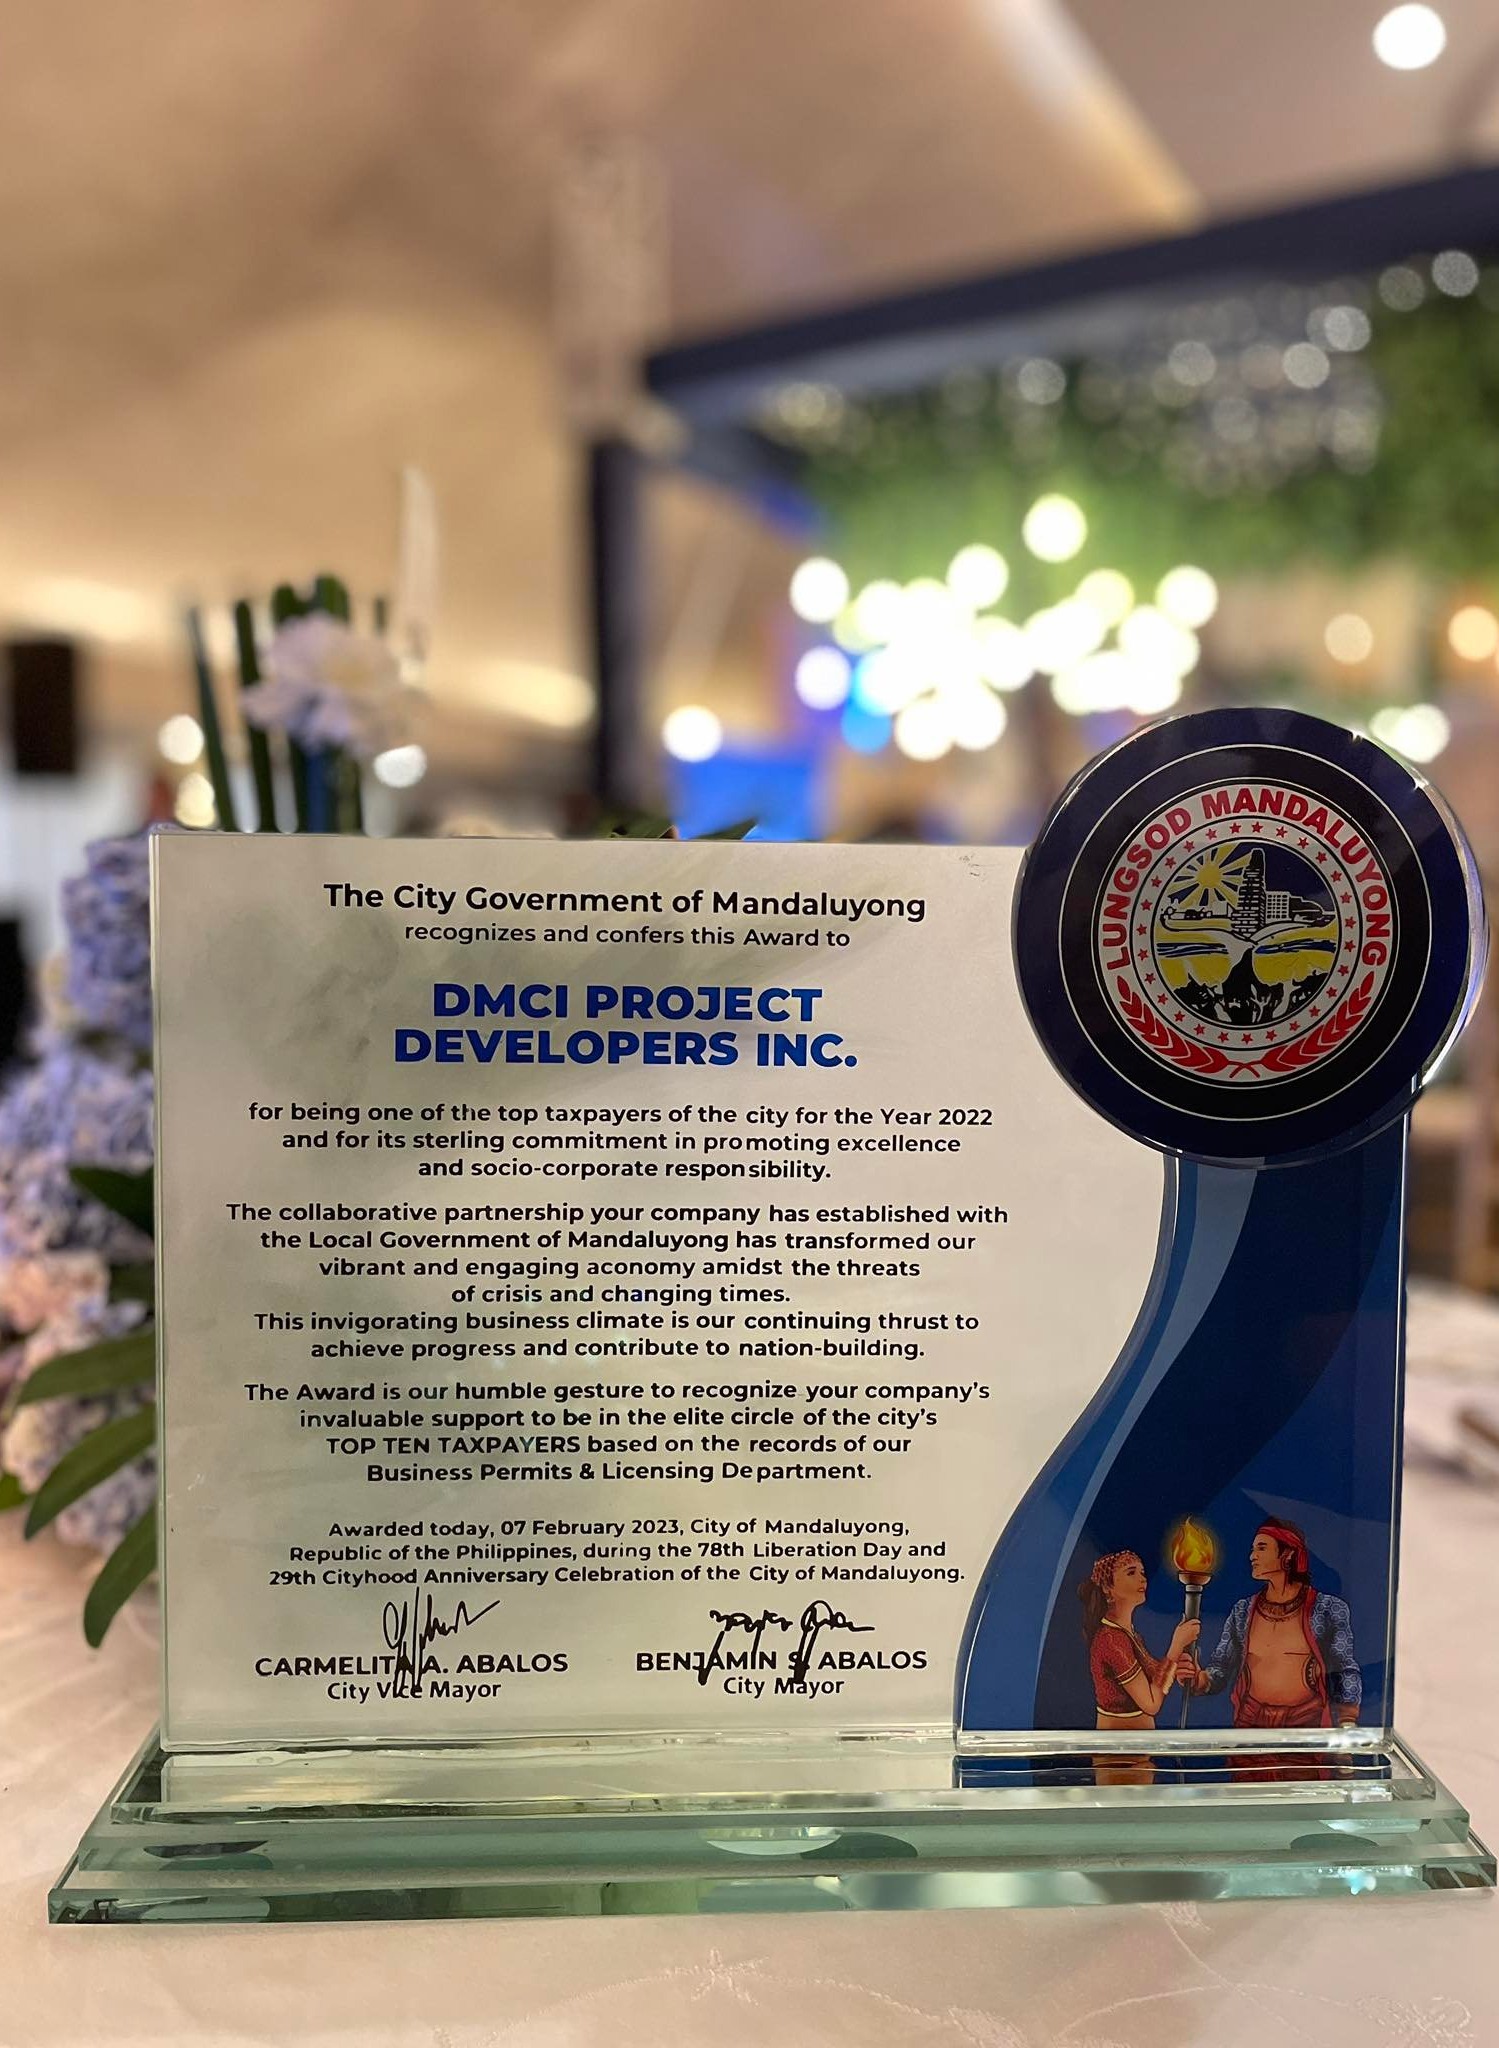 LUNGSOD MANDALUYONG
The City Government of Mandaluyong
recognizes and confers this Award to
DMCI PROJECT
DEVELOPERS INC.
for being one of the top taxpayers of the city for the Year 2022
and for its sterling commitment in promoting excellence
and socio-corporate responsibility.
The collaborative partnership your company has established with
the Local Government of Mandaluyong has transformed our
vibrant and engaging aconomy amidst the threats
of crisis and changing times.
This invigorating business climate is our continuing thrust to
achieve progress and contribute to nation-building.
The Award is our humble gesture to recognize your company's
invaluable support to be in the elite circle of the city's
TOP TEN TAXPAYERS based on the records of our
Business Permits & Licensing Department.
Awarded today, 07 February 2023, City of Mandaluyong,
Republic of the Philippines, during the 78th Liberation Day and
29th Cityhood Anniversary Celebration of the City of Mandaluyong.
CARMELITA A. ABALOS
City Vice Mayor
BENJAMIN S. ABALOS
City Mayor